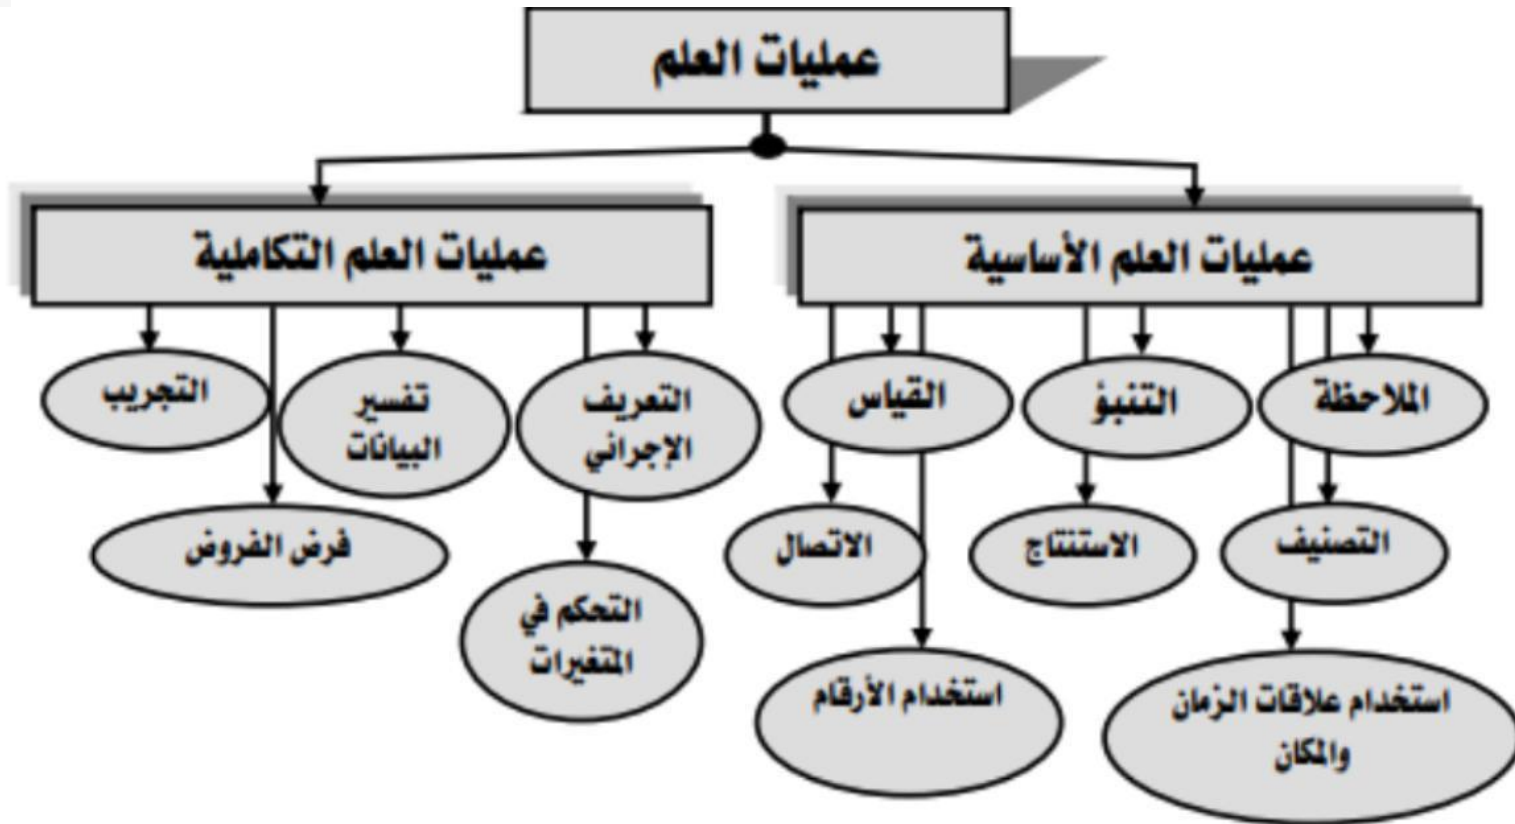 عمليات العلم
عمليات العلم الأساسية
عمليات العلم التكاملية
الملاحظة
التنبؤ
القياس
التصنيف
الاستنتاج
الاتصال
استخدام علاقات الزمان
والمكان
استخدام الأرقام
التعريف
الإجرائي
تفسير
البيانات
التجريب
فرض الفروض
التحكم في
المتغيرات